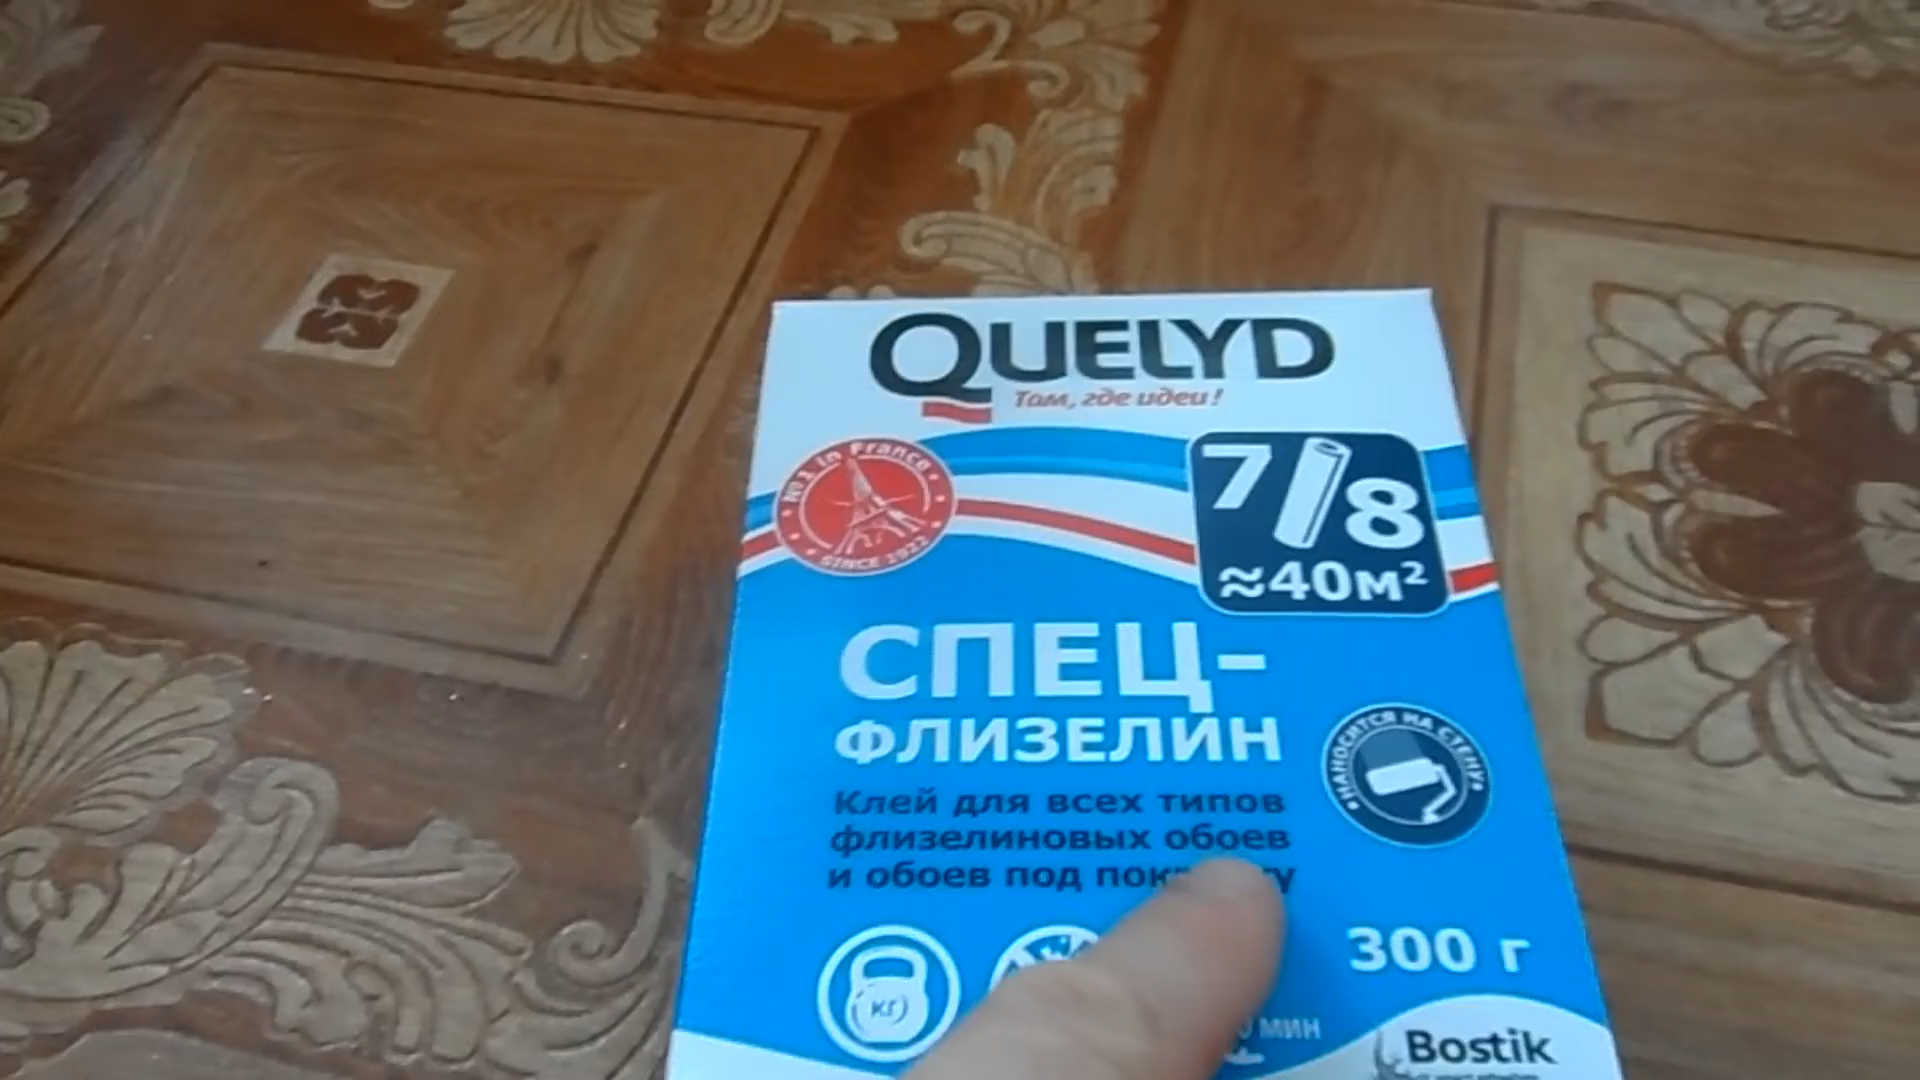 QUELYD
Там, где идеи!
№1 in France
SINCE 1922
7/8
≈40м²
СПЕЦ-
ФЛИЗЕЛИН
НАНОСИТСЯ НА СТЕНУ
Клей для всех типов
флизелиновых обоев
и обоев под
300 г
кг
мин
Bostik